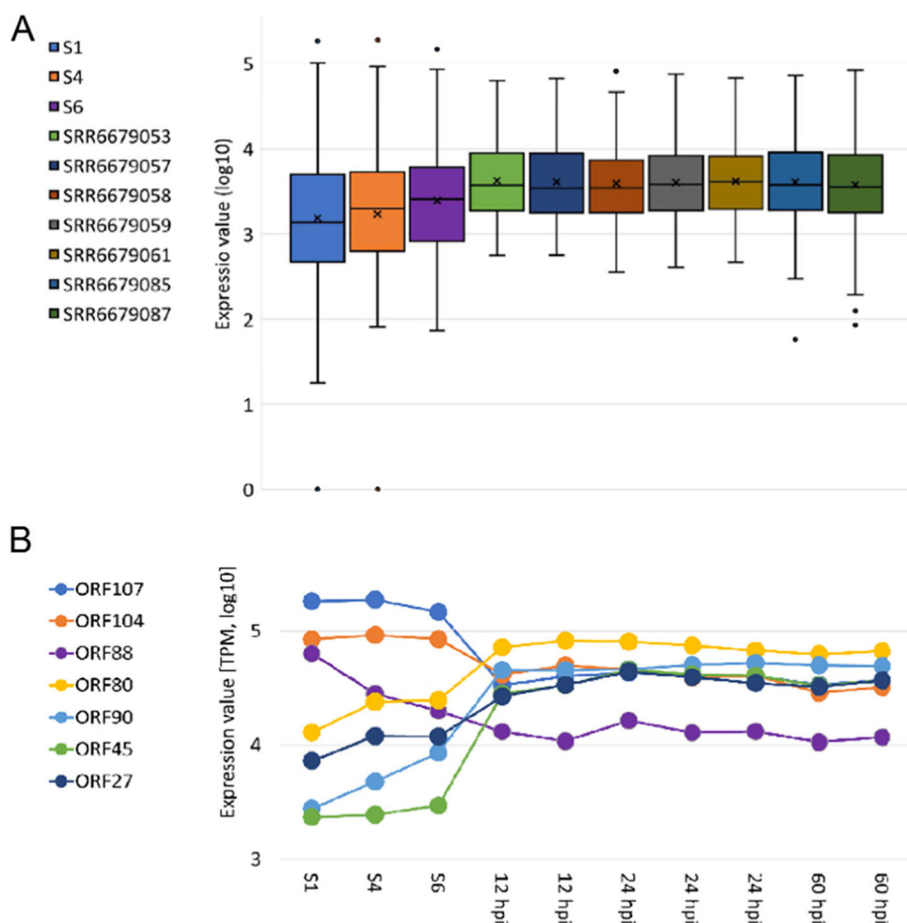 A
S1
S4
S6
SRR6679053
SRR6679057
SRR6679058
SRR6679059
SRR6679061
SRR6679085
SRR6679087
Expressio value (log10)
5
4
3
2
1
0
B
ORF107
ORF104
ORF88
ORF80
ORF90
ORF45
ORF27
Expression value [TPM, log10]
5
4
3
S1
S4
S6
12 hpi
12 hpi
24 hpi
24 hpi
24 hpi
60 hpi
60 hpi